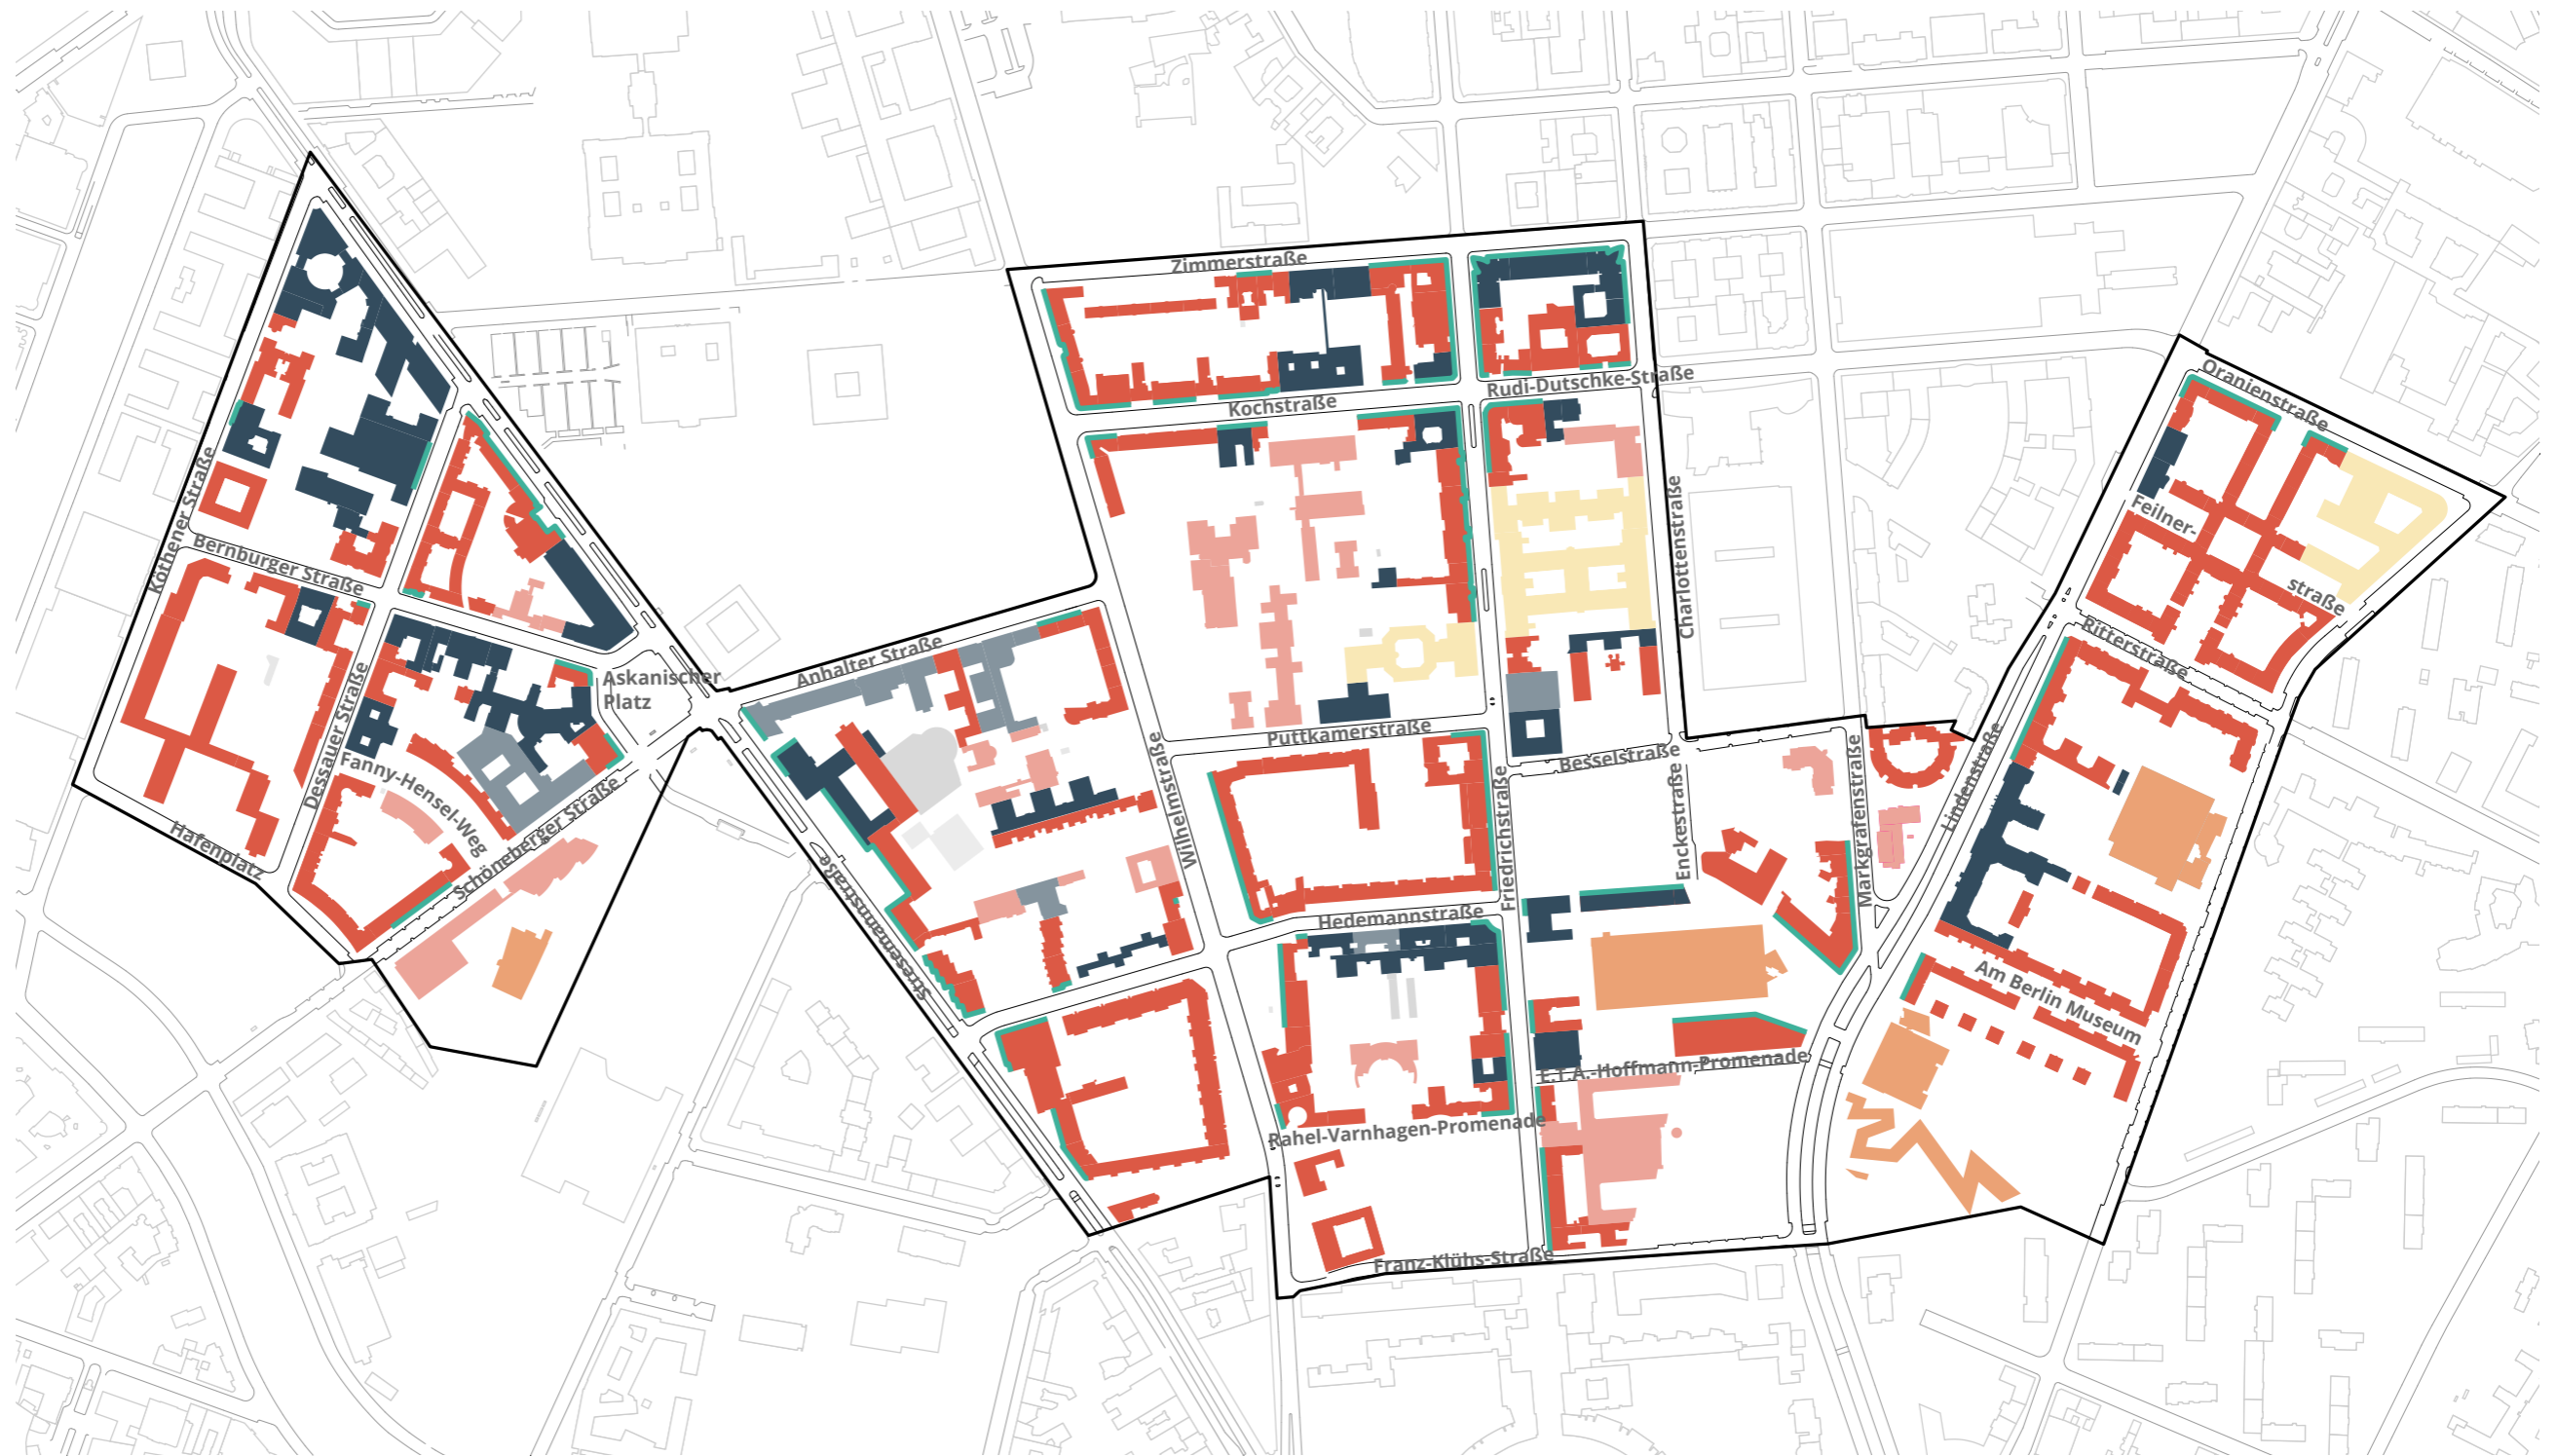 Zimmerstraße
Rudi-Dutschke-Straße
Kochstraße
Oranienstraße
Köthener Straße
Bernburger Straße
Charlottenstraße
Feilner-
straße
Ritterstraße
Anhalter Straße
Askanischer
Platz
Dessauer Straße
Puttkamerstraße
Besselstraße
Fanny-Hensel-Weg
Schöneberger Straße
Hafenplatz
Wilhelmstraße
Friedrichstraße
Enckestraße
Markgrafenstraße
Lindenstraße
Stresemannstraße
Hedemannstraße
Am Berlin Museum
E.T.A.-Hoffmann-Promenade
Rahel-Varnhagen-Promenade
Franz-Klühs-Straße